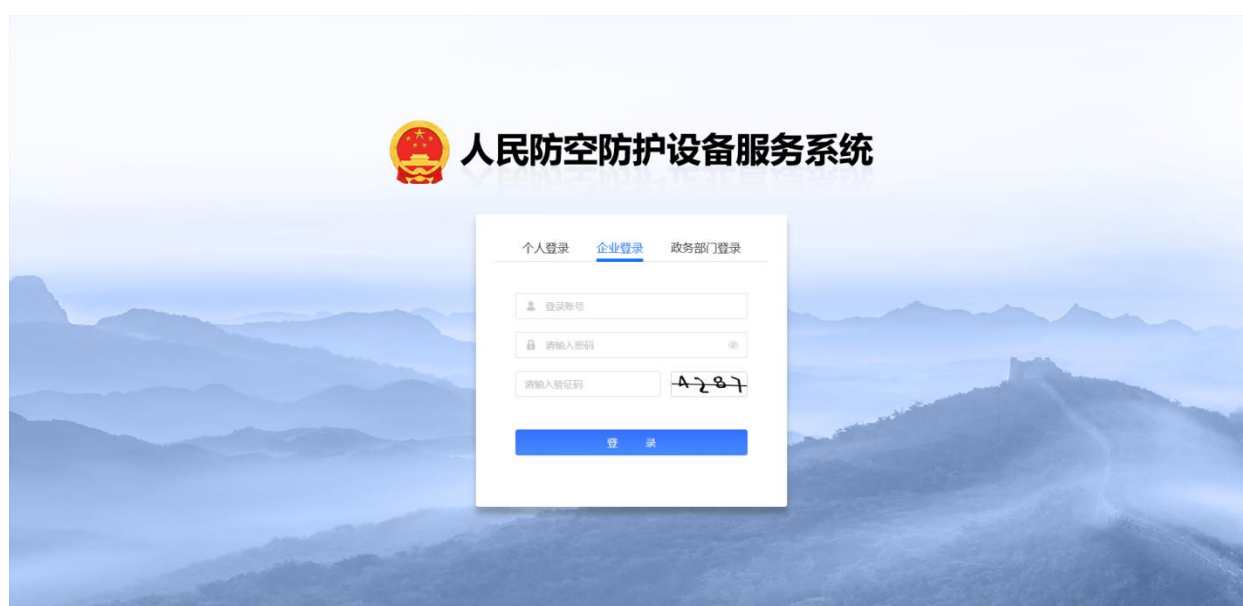 人民防空防护设备服务系统
个人登录 企业登录 政务部门登录
登录账号
请输入密码
请输入验证码 4287
登 录